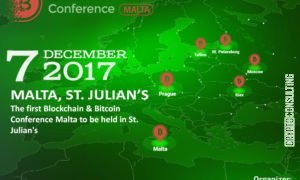 Conference MALTA
7 DECEMBER
2017
MALTA, ST. JULIAN'S
The first Blockchain & Bitcoin
Conference Malta to be held in St.
Julian's
Tallinn
St. Petersburg
Moscow
Prague
Kiev
Malta
CONSULTING
Organizer: